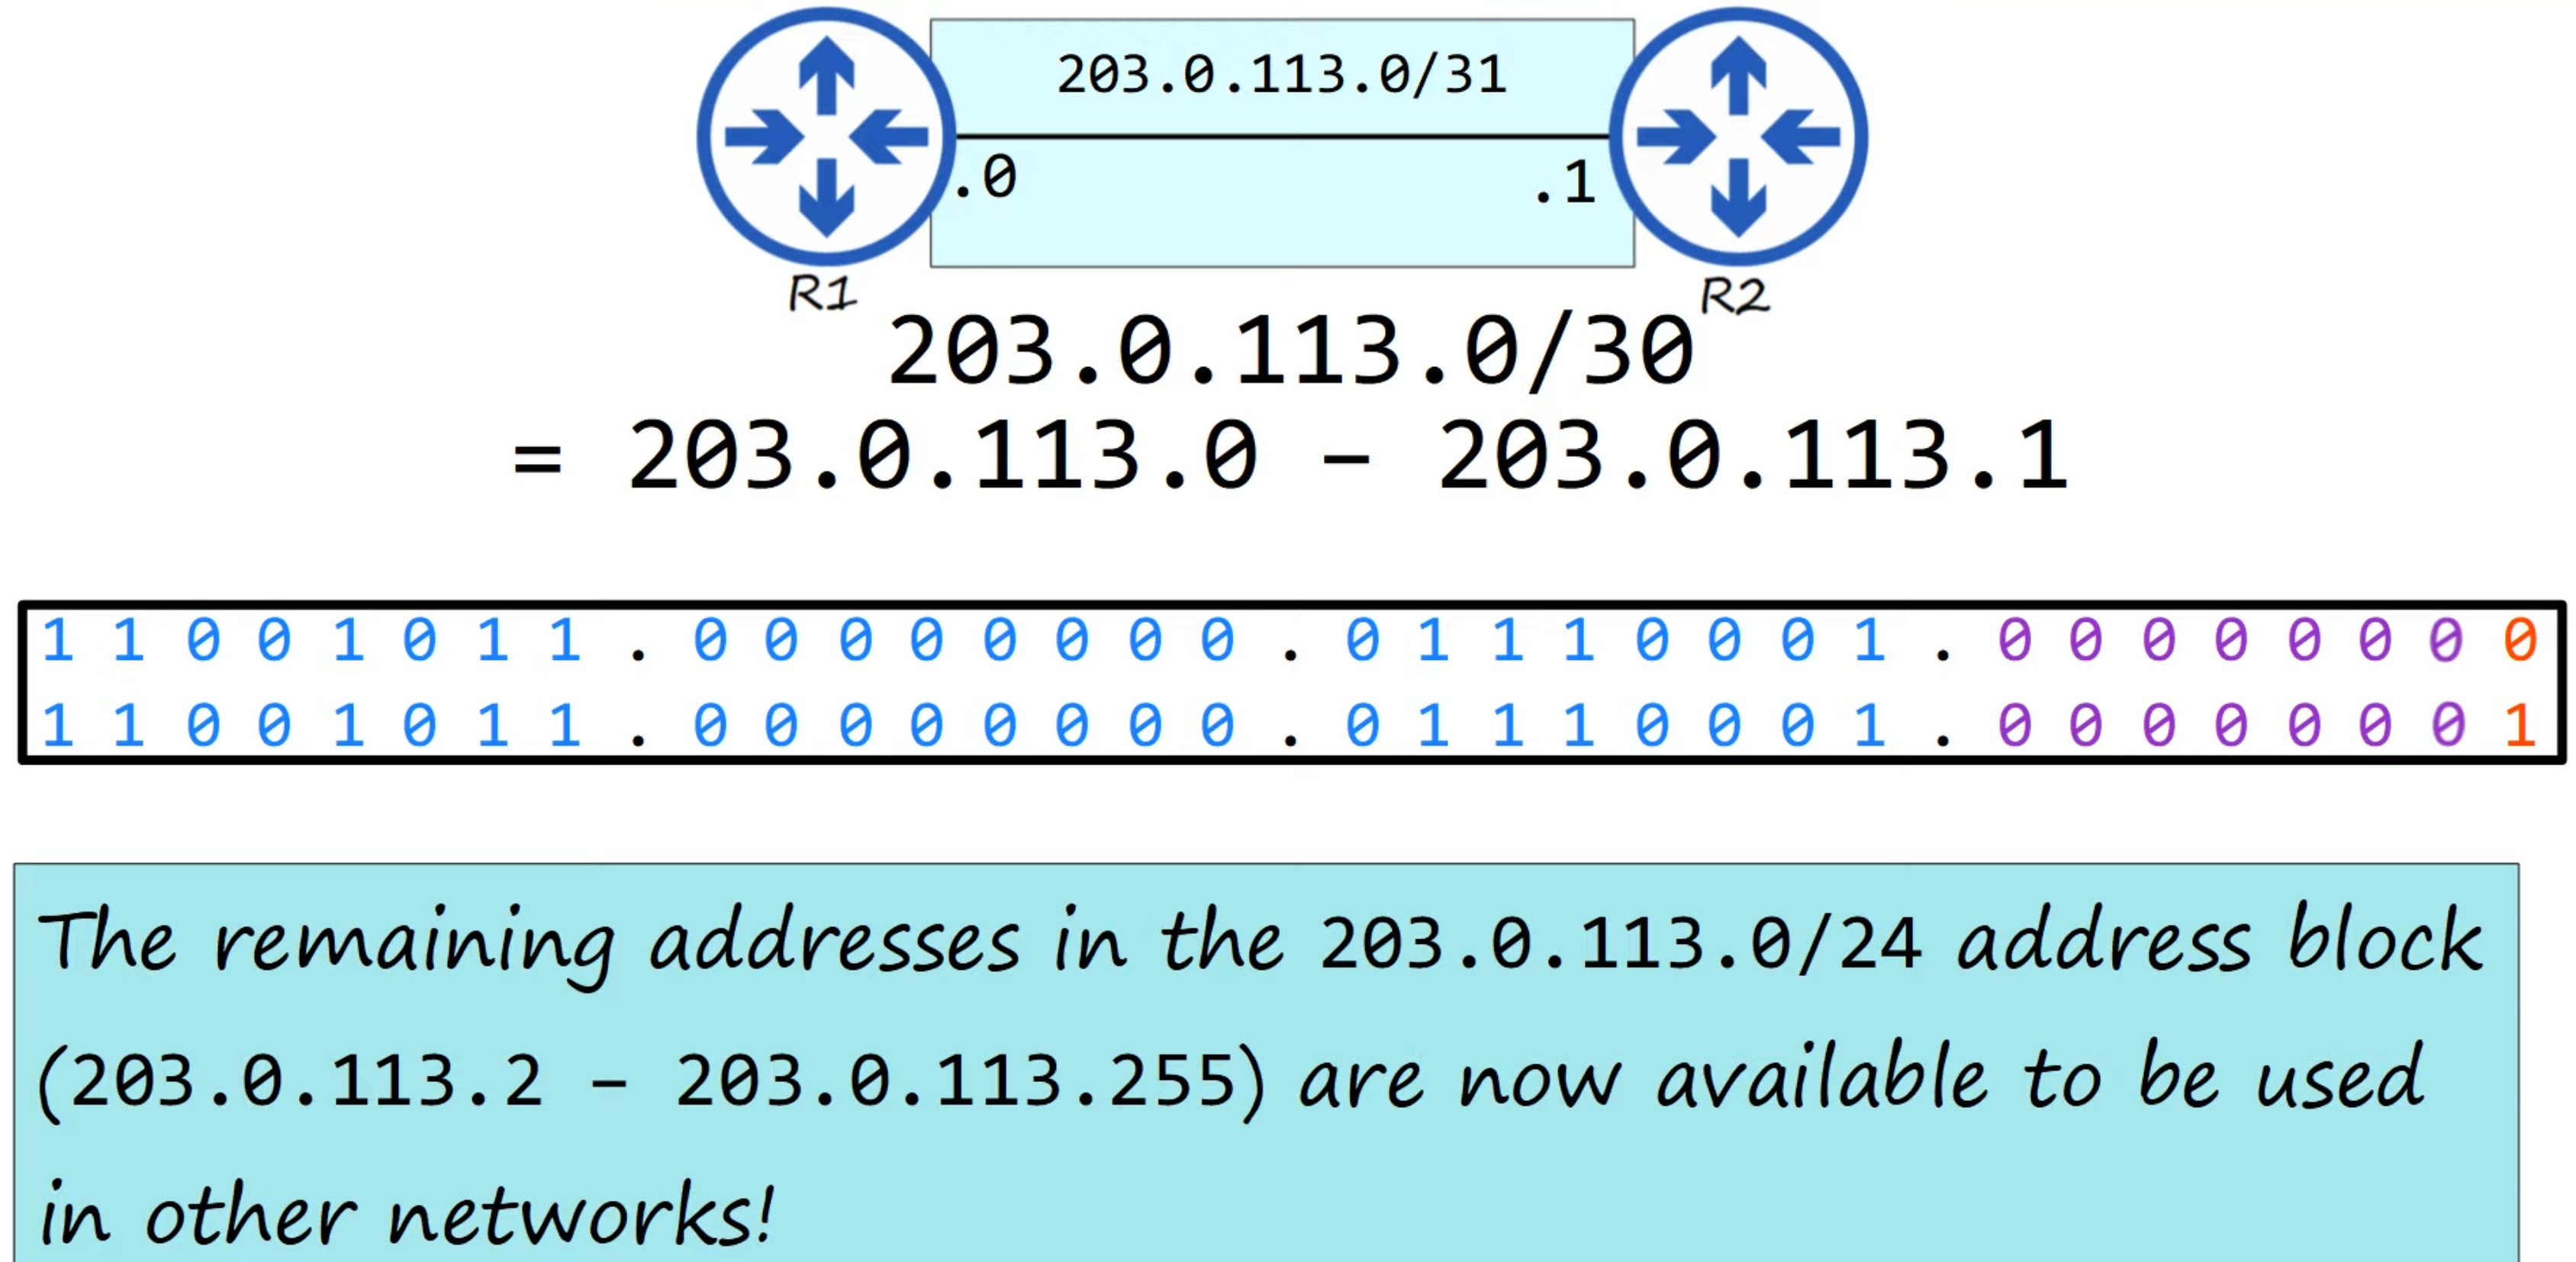 203.0.113.0/31
.0 .1
R1 R2
203.0.113.0/30
= 203.0.113.0 – 203.0.113.1
1 1 0 0 1 0 1 1 . 0 0 0 0 0 0 0 0 . 0 1 1 1 0 0 0 1 . 0 0 0 0 0 0 0 0
1 1 0 0 1 0 1 1 . 0 0 0 0 0 0 0 0 . 0 1 1 1 0 0 0 1 . 0 0 0 0 0 0 0 1
The remaining addresses in the 203.0.113.0/24 address block
(203.0.113.2 – 203.0.113.255) are now available to be used
in other networks!